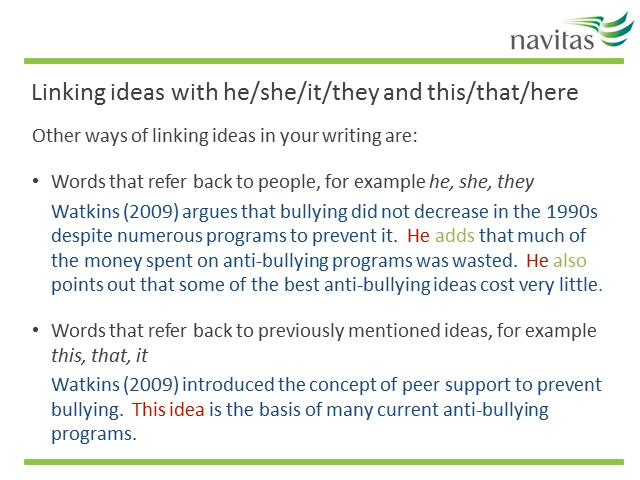 navitas
Linking ideas with he/she/it/they and this/that/here
Other ways of linking ideas in your writing are:
• Words that refer back to people, for example he, she, they
Watkins (2009) argues that bullying did not decrease in the 1990s
despite numerous programs to prevent it. He adds that much of
the money spent on anti-bullying programs was wasted. He also
points out that some of the best anti-bullying ideas cost very little.
• Words that refer back to previously mentioned ideas, for example
this, that, it
Watkins (2009) introduced the concept of peer support to prevent
bullying. This idea is the basis of many current anti-bullying
programs.